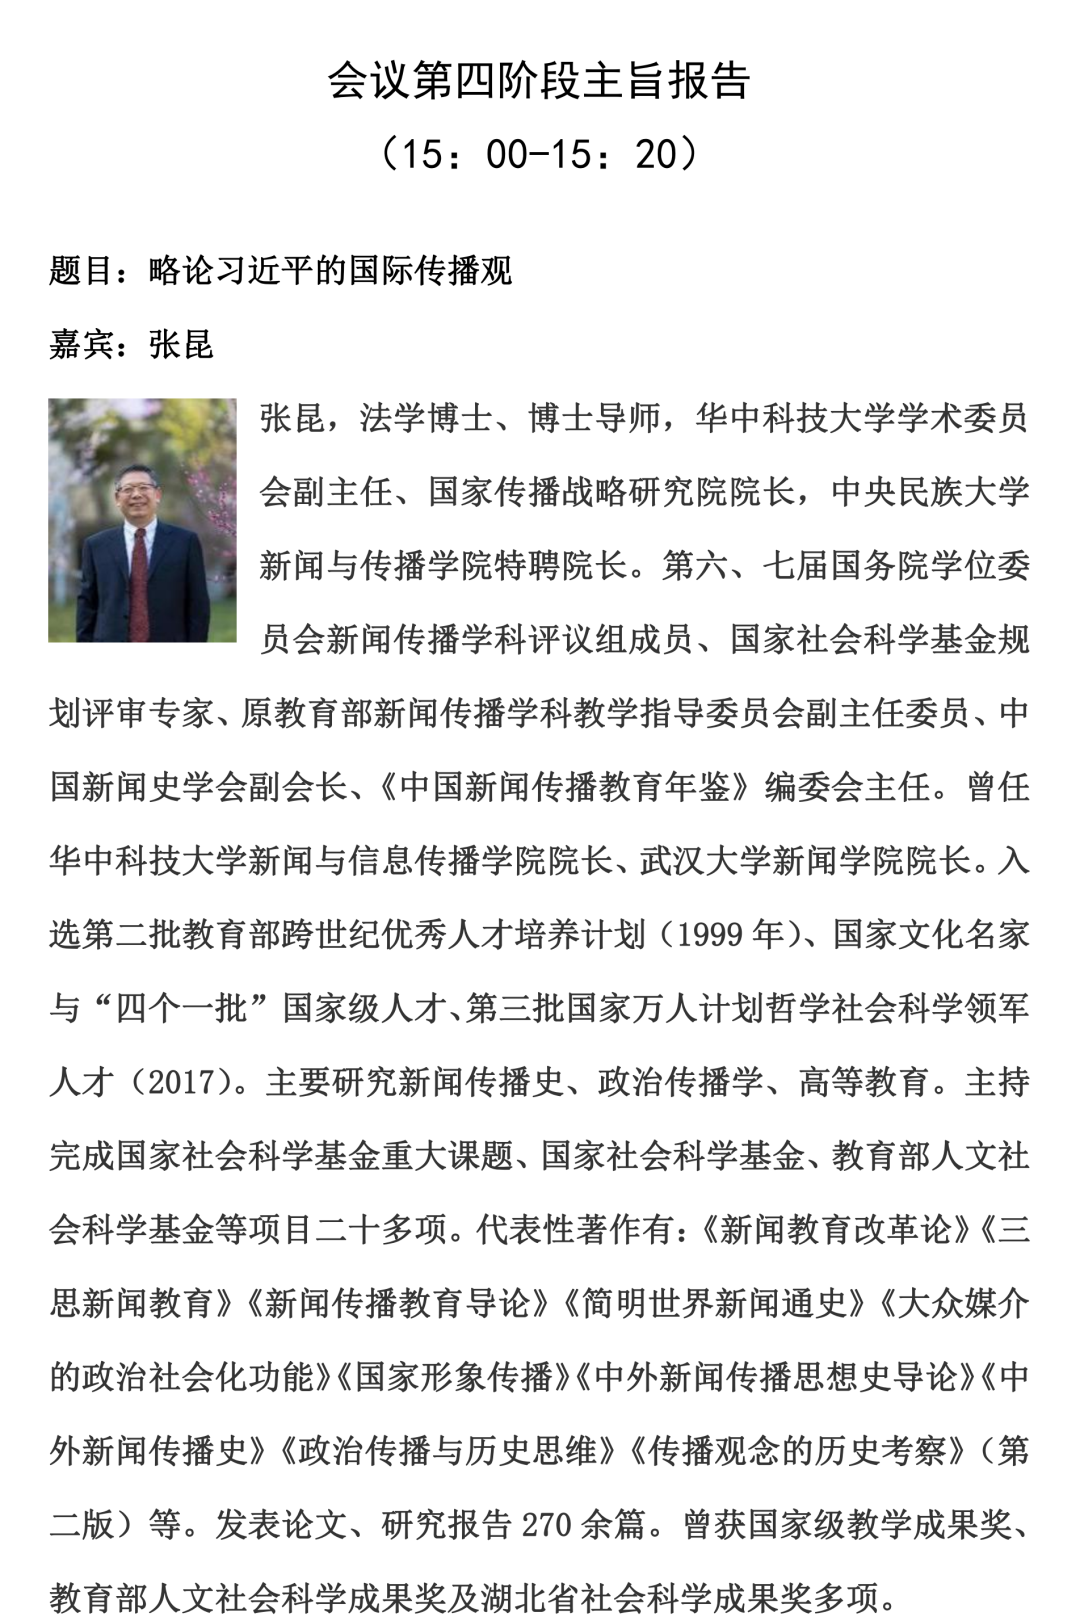 会议第四阶段主旨报告
（15：00-15：20）
题目：略论习近平的国际传播观
嘉宾：张昆
张昆，法学博士、博士导师，华中科技大学学术委员
会副主任、国家传播战略研究院院长，中央民族大学
新闻与传播学院特聘院长。第六、七届国务院学位委
员会新闻传播学科评议组成员、国家社会科学基金规
划评审专家、原教育部新闻传播学科教学指导委员会副主任委员、中
国新闻史学会副会长、《中国新闻传播教育年鉴》编委会主任。曾任
华中科技大学新闻与信息传播学院院长、武汉大学新闻学院院长。入
选第二批教育部跨世纪优秀人才培养计划（1999 年）、国家文化名家
与“四个一批”国家级人才、第三批国家万人计划哲学社会科学领军
人才（2017）。主要研究新闻传播史、政治传播学、高等教育。主持
完成国家社会科学基金重大课题、国家社会科学基金、教育部人文社
会科学基金等项目二十多项。代表性著作有：《新闻教育改革论》《三
思新闻教育》《新闻传播教育导论》《简明世界新闻通史》《大众媒介
的政治社会化功能》《国家形象传播》《中外新闻传播思想史导论》《中
外新闻传播史》《政治传播与历史思维》《传播观念的历史考察》（第
二版）等。发表论文、研究报告 270 余篇。曾获国家级教学成果奖、
教育部人文社会科学成果奖及湖北省社会科学成果奖多项。